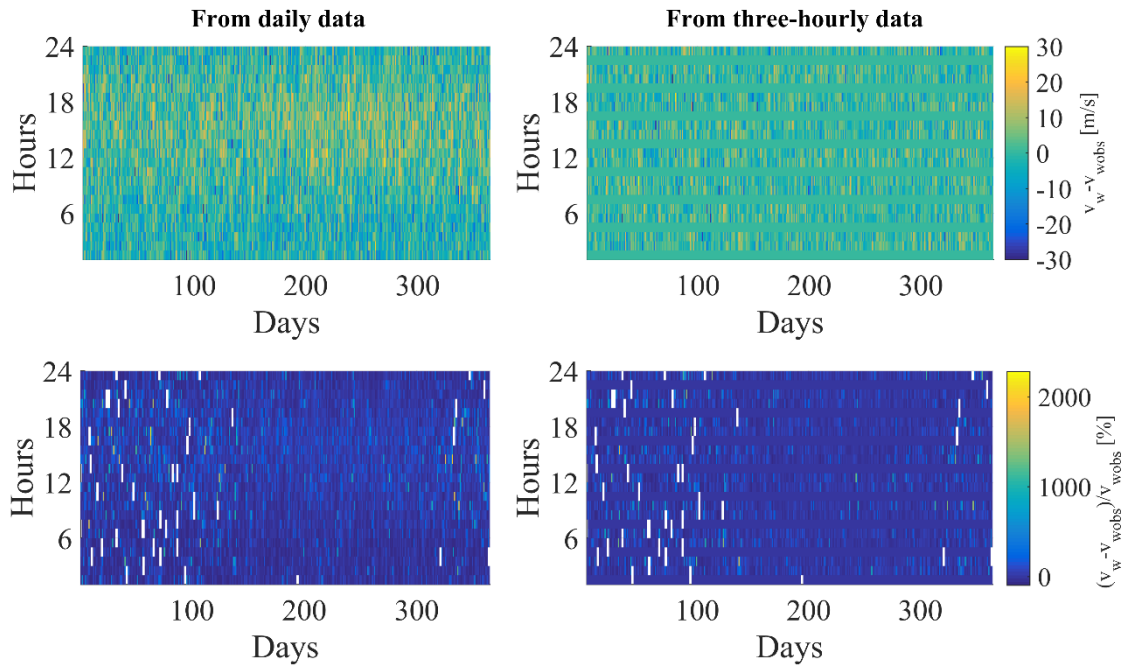 From daily data
From three-hourly data
24
18
12
6
Hours
100 200 300
Days
24
18
12
6
Hours
100 200 300
Days
30
20
10
0
-10
-20
-30
v_w-v_wobs [m/s]
24
18
12
6
Hours
100 200 300
Days
24
18
12
6
Hours
100 200 300
Days
2000
1000
0
(v_w-v_wobs)/v_wobs [%]